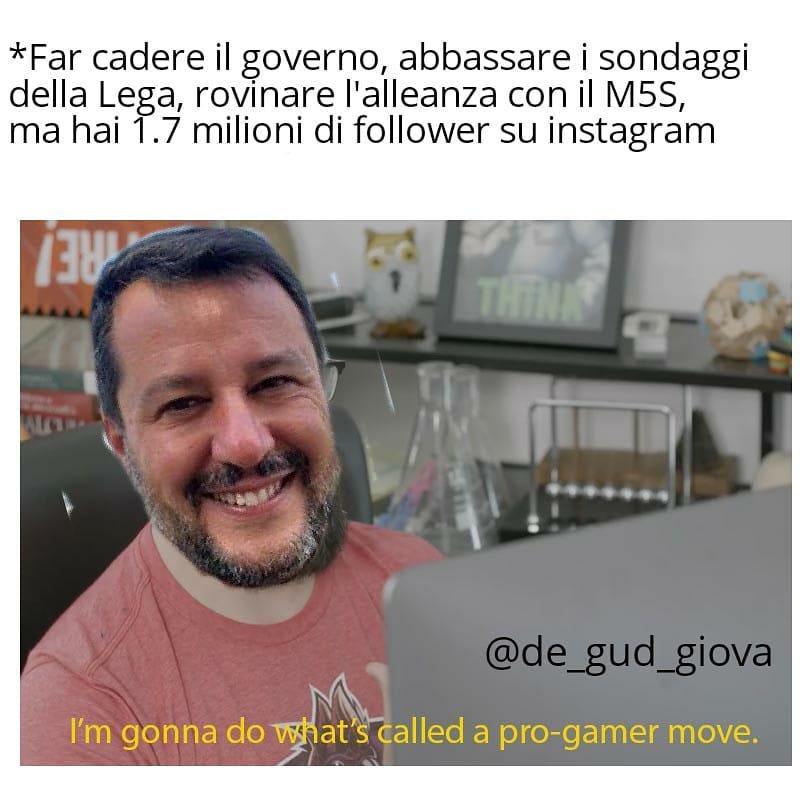 *Far cadere il governo, abbassare i sondaggi
della Lega, rovinare l'alleanza con il M5S,
ma hai 1.7 milioni di follower su instagram
THINK
@de_gud_giova
I'm gonna do what's called a pro-gamer move.